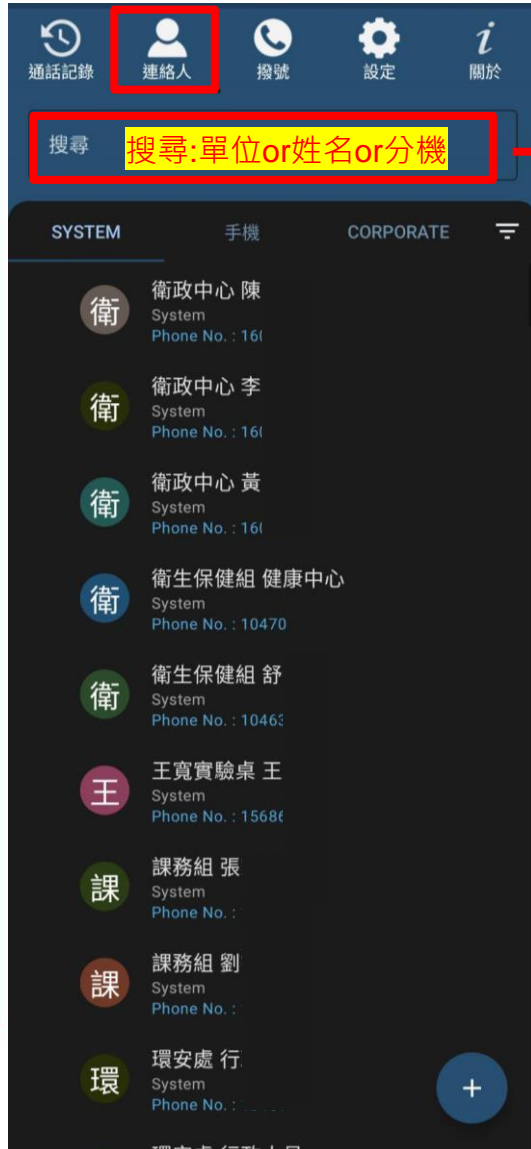 通話記錄 連絡人 撥號 設定 i 關於
搜尋 搜尋:單位or姓名or分機
SYSTEM 手機 CORPORATE
衛 衛政中心 陳
System
Phone No. : 16
衛 衛政中心 李
System
Phone No. : 16
衛 衛政中心 黃
System
Phone No. : 16
衛 衛生保健組 健康中心
System
Phone No. : 10470
衛 衛生保健組 舒
System
Phone No. : 10463
王 王寬實驗桌 王
System
Phone No. : 1568
課 課務組 張
System
Phone No. :
課 課務組 劉
System
Phone No. :
環 環安處 行
System
Phone No. :
+